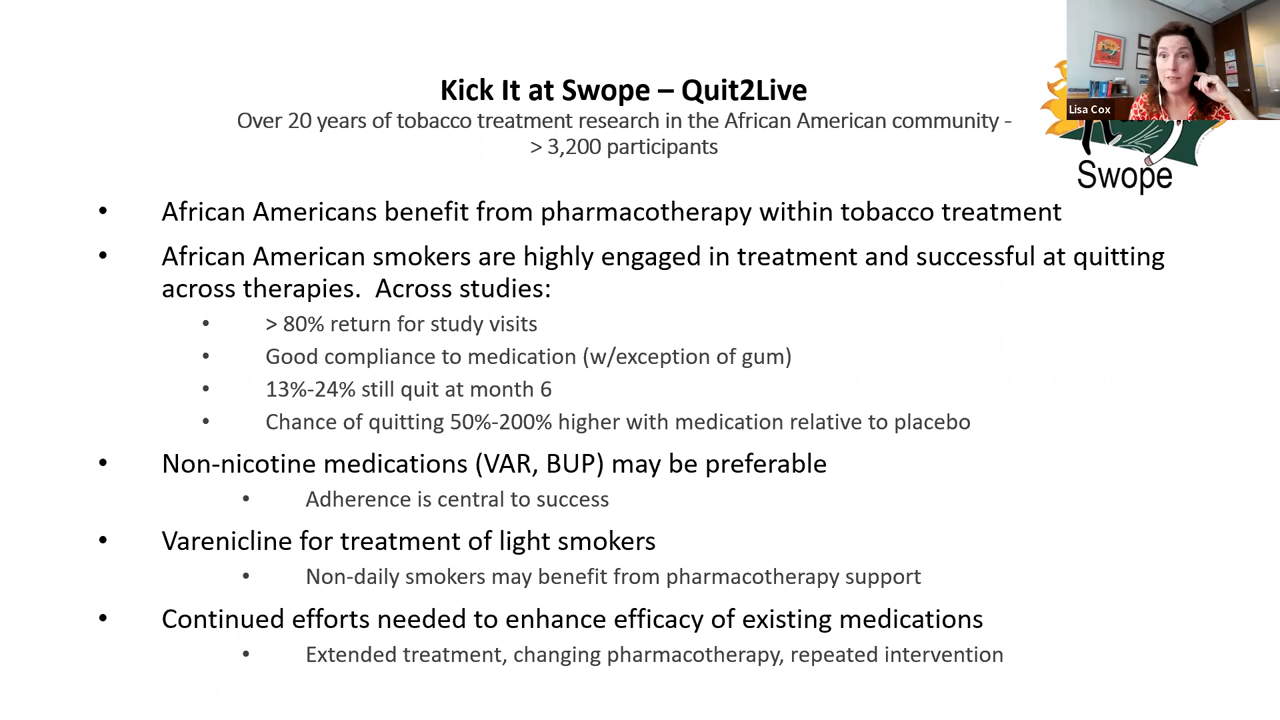 Kick It at Swope – Quit2Live
Over 20 years of tobacco treatment research in the African American community -
> 3,200 participants
Lisa Cox
Swope
• African Americans benefit from pharmacotherapy within tobacco treatment
• African American smokers are highly engaged in treatment and successful at quitting
across therapies. Across studies:
• > 80% return for study visits
• Good compliance to medication (w/exception of gum)
• 13%-24% still quit at month 6
• Chance of quitting 50%-200% higher with medication relative to placebo
• Non-nicotine medications (VAR, BUP) may be preferable
• Adherence is central to success
• Varenicline for treatment of light smokers
• Non-daily smokers may benefit from pharmacotherapy support
• Continued efforts needed to enhance efficacy of existing medications
• Extended treatment, changing pharmacotherapy, repeated intervention